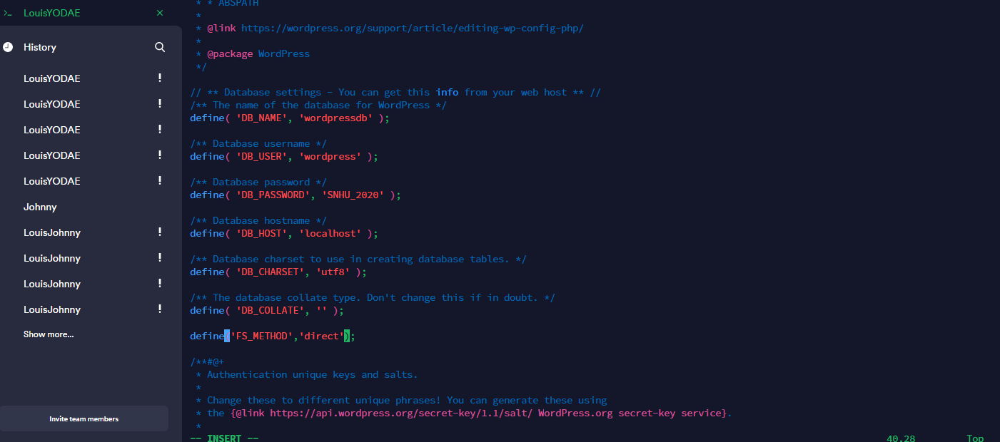 LouisYODAE ×
History
LouisYODAE !
LouisYODAE !
LouisYODAE !
LouisYODAE !
LouisYODAE !
Johnny
LouisJohnny !
LouisJohnny !
LouisJohnny !
LouisJohnny !
Show more...
Invite team members
* * ABSPATH
*
* @link https://wordpress.org/support/article/editing-wp-config-php/
*
* @package WordPress
*/
// ** Database settings - You can get this info from your web host ** //
/** The name of the database for WordPress */
define( 'DB_NAME', 'wordpressdb' );
/** Database username */
define( 'DB_USER', 'wordpress' );
/** Database password */
define( 'DB_PASSWORD', 'SNHU_2020' );
/** Database hostname */
define( 'DB_HOST', 'localhost' );
/** Database charset to use in creating database tables. */
define( 'DB_CHARSET', 'utf8' );
/** The database collate type. Don't change this if in doubt. */
define( 'DB_COLLATE', '' );
define('FS_METHOD','direct');
/**#@+
* Authentication unique keys and salts.
*
* Change these to different unique phrases! You can generate these using
* the {@link https://api.wordpress.org/secret-key/1.1/salt/ WordPress.org secret-key service}.
*
-- INSERT -- 40,28 Top